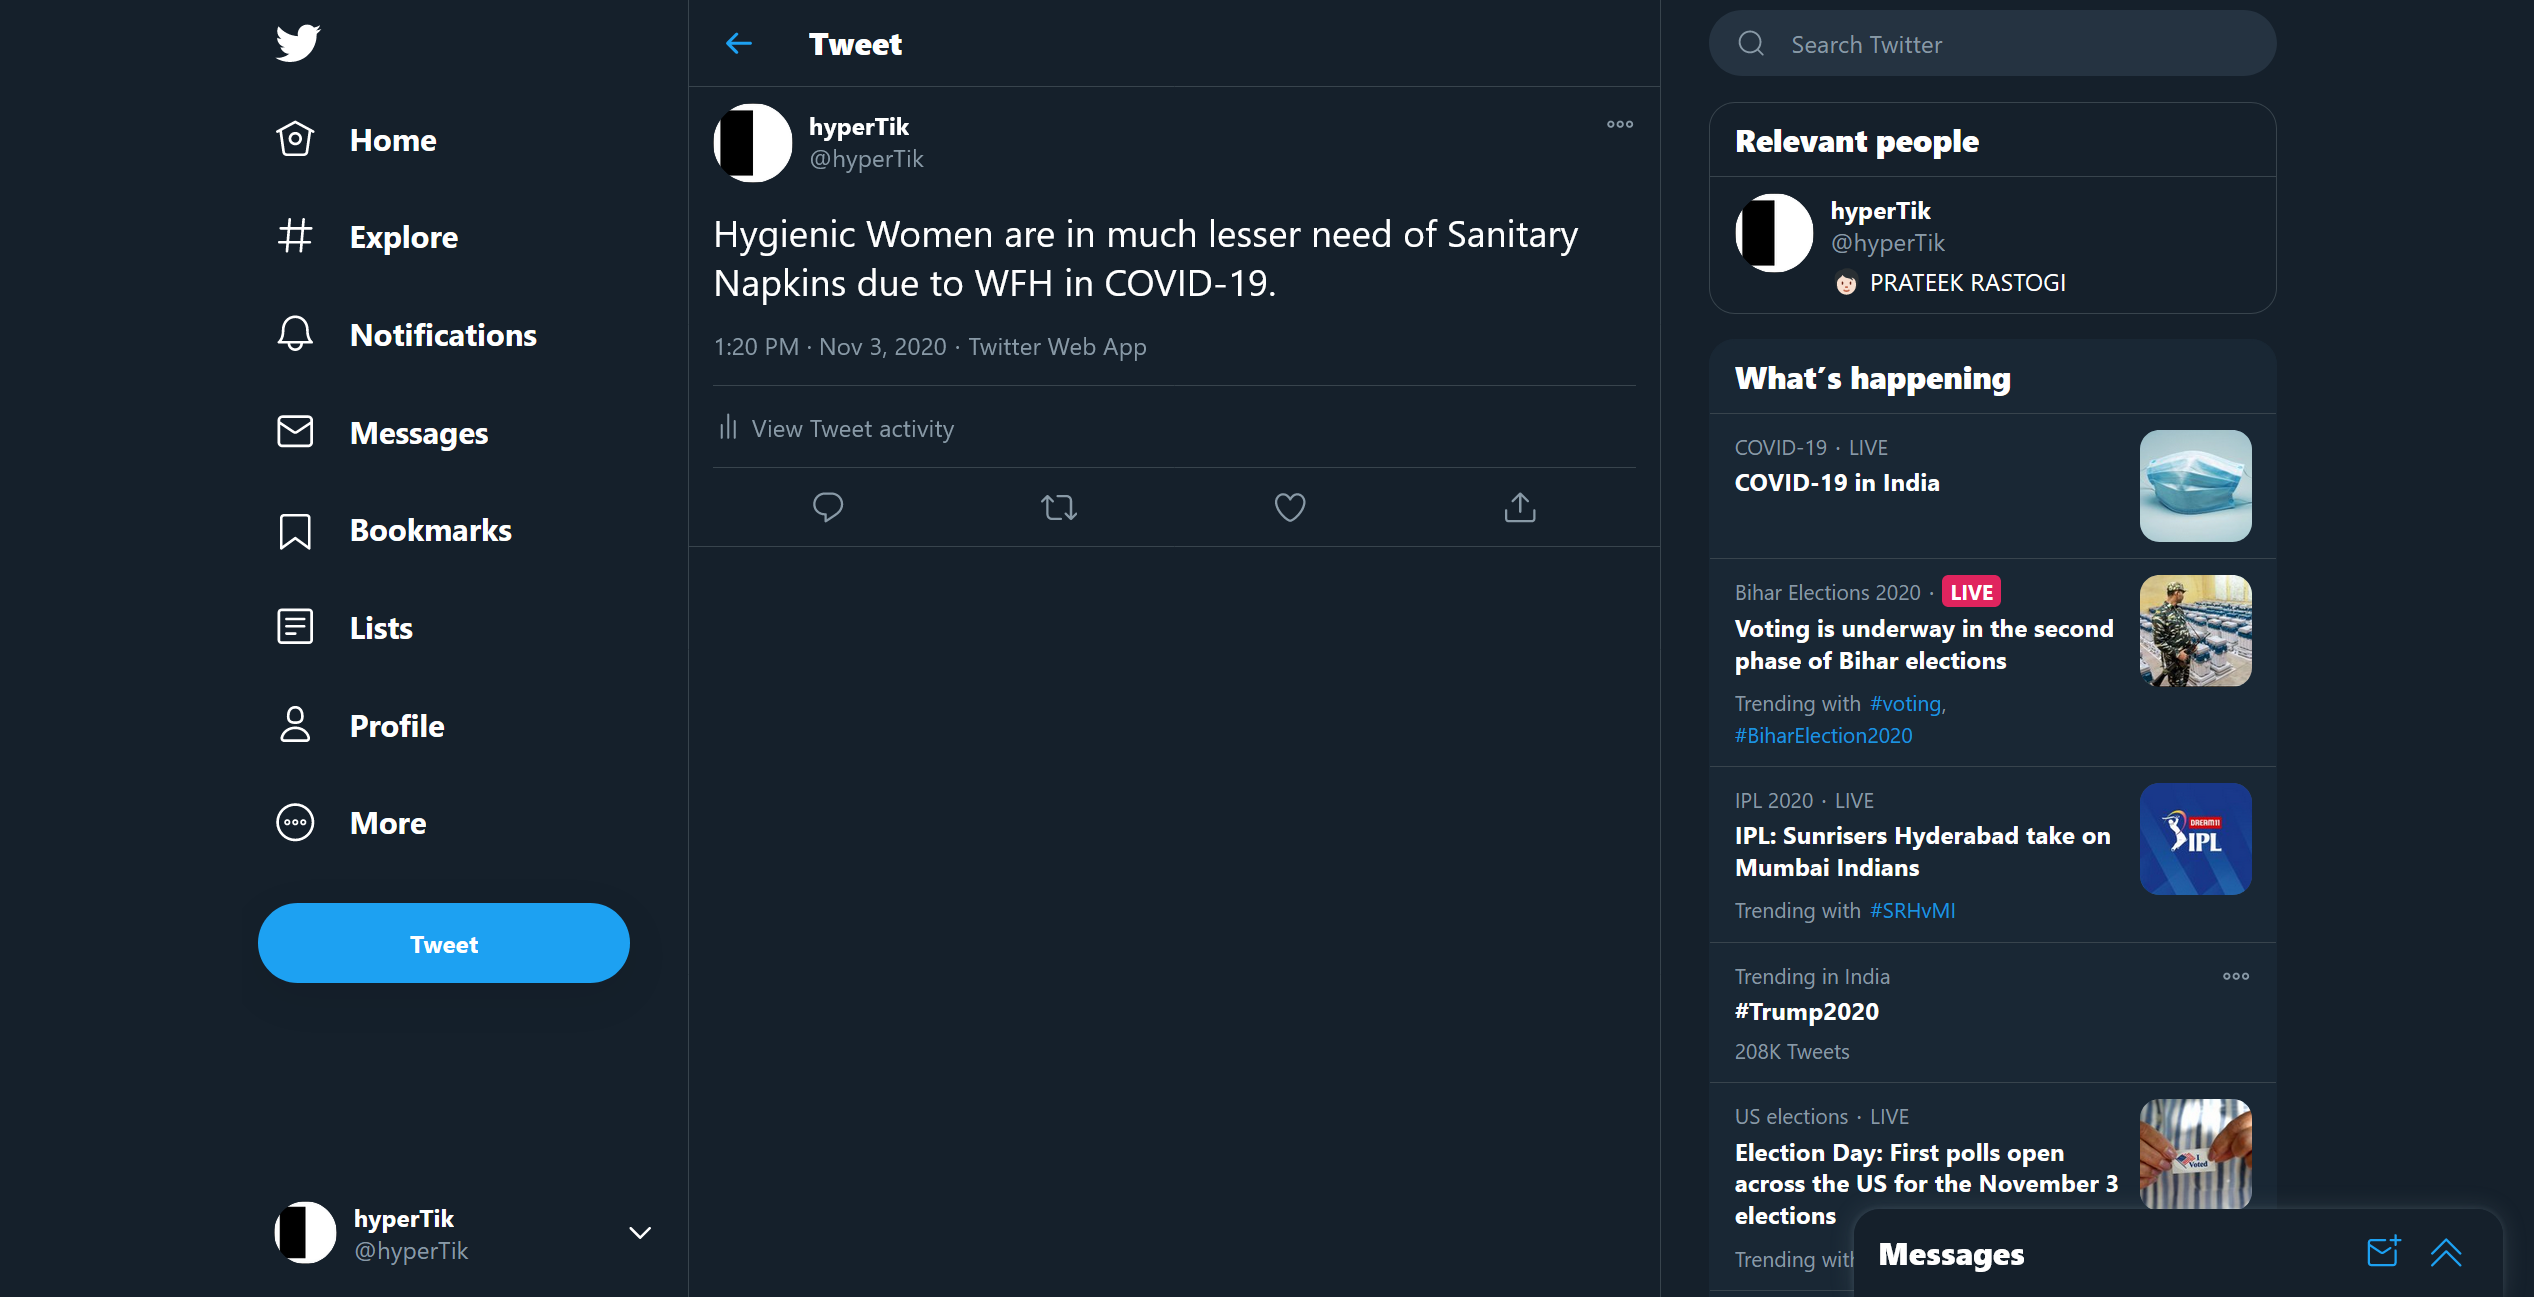 Home
Explore
Notifications
Messages
Bookmarks
Lists
Profile
More
Tweet
hyperTik
@hyperTik
Tweet
hyperTik
@hyperTik
Hygienic Women are in much lesser need of Sanitary
Napkins due to WFH in COVID-19.
1:20 PM · Nov 3, 2020 · Twitter Web App
View Tweet activity
Search Twitter
Relevant people
hyperTik
@hyperTik
PRATEEK RASTOGI
What´s happening
COVID-19 · LIVE
COVID-19 in India
Bihar Elections 2020 · LIVE
Voting is underway in the second
phase of Bihar elections
Trending with #voting,
#BiharElection2020
IPL 2020 · LIVE
IPL: Sunrisers Hyderabad take on
Mumbai Indians
Trending with #SRHvMI
DREAM11
IPL
Trending in India
#Trump2020
208K Tweets
US elections · LIVE
Election Day: First polls open
across the US for the November 3
elections
Trending with
I
Voted
Messages